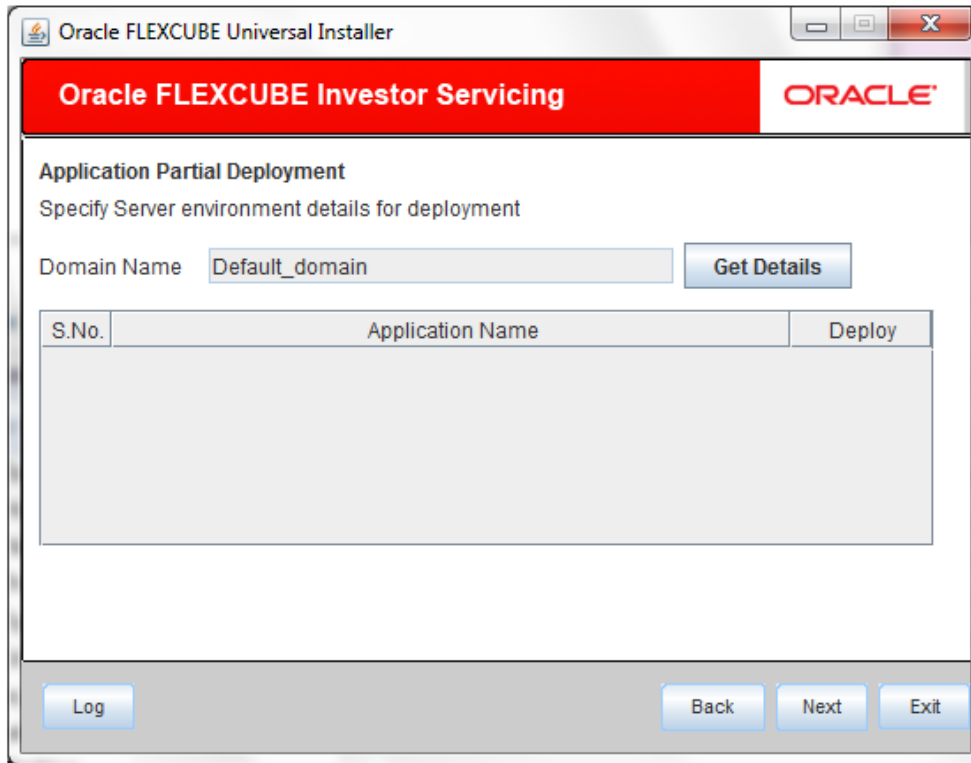 Oracle FLEXCUBE Universal Installer
Oracle FLEXCUBE Investor Servicing ORACLE
Application Partial Deployment
Specify Server environment details for deployment
Domain Name Default_domain Get Details
S.No. Application Name Deploy
Log Back Next Exit